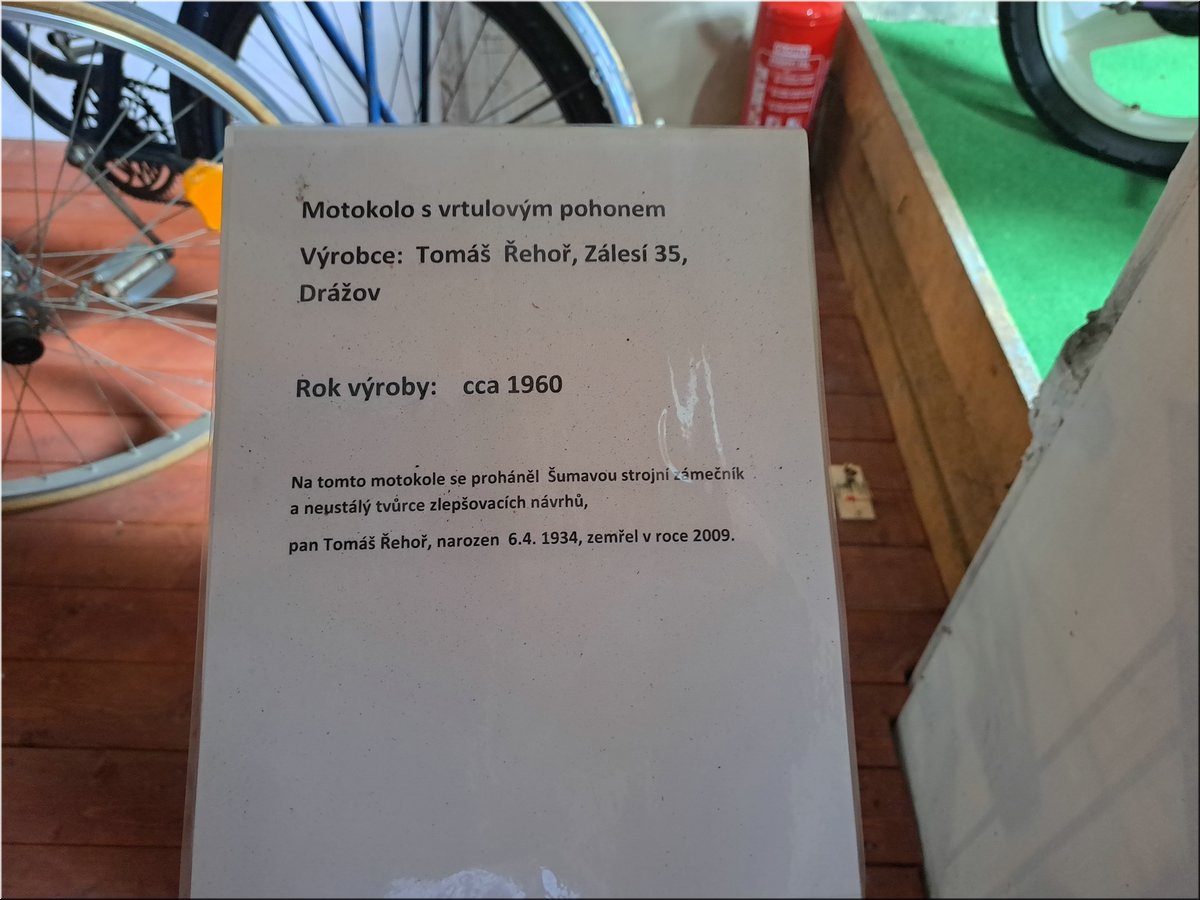 Motokolo s vrtulovým pohonem
Výrobce: Tomáš Řehoř, Zálesí 35,
Drážov
Rok výroby: cca 1960
Na tomto motokole se proháněl Šumavou strojní zámečník
a neustálý tvůrce zlepšovacích návrhů,
pan Tomáš Řehoř, narozen 6.4. 1934, zemřel v roce 2009.